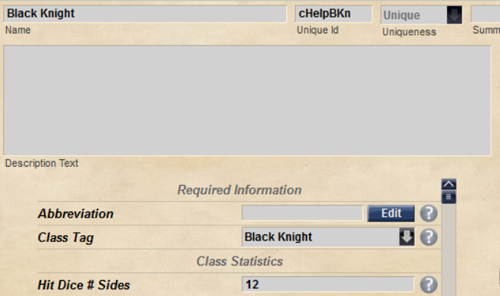 Black Knight cHelpBKn Unique
Name Unique Id Uniqueness Summ
Description Text
Required Information
Abbreviation Edit ?
Class Tag Black Knight ?
Class Statistics
Hit Dice # Sides 12 ?